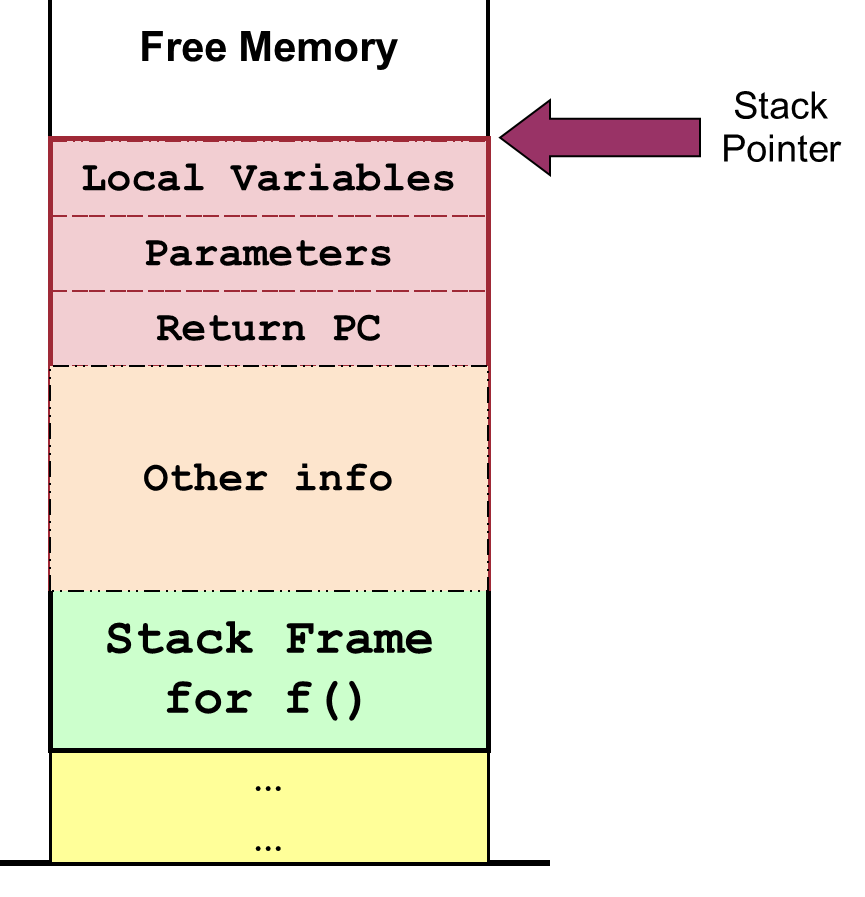 Free Memory
Stack
Pointer
Local Variables
Parameters
Return PC
Other info
Stack Frame
for f()
...
...